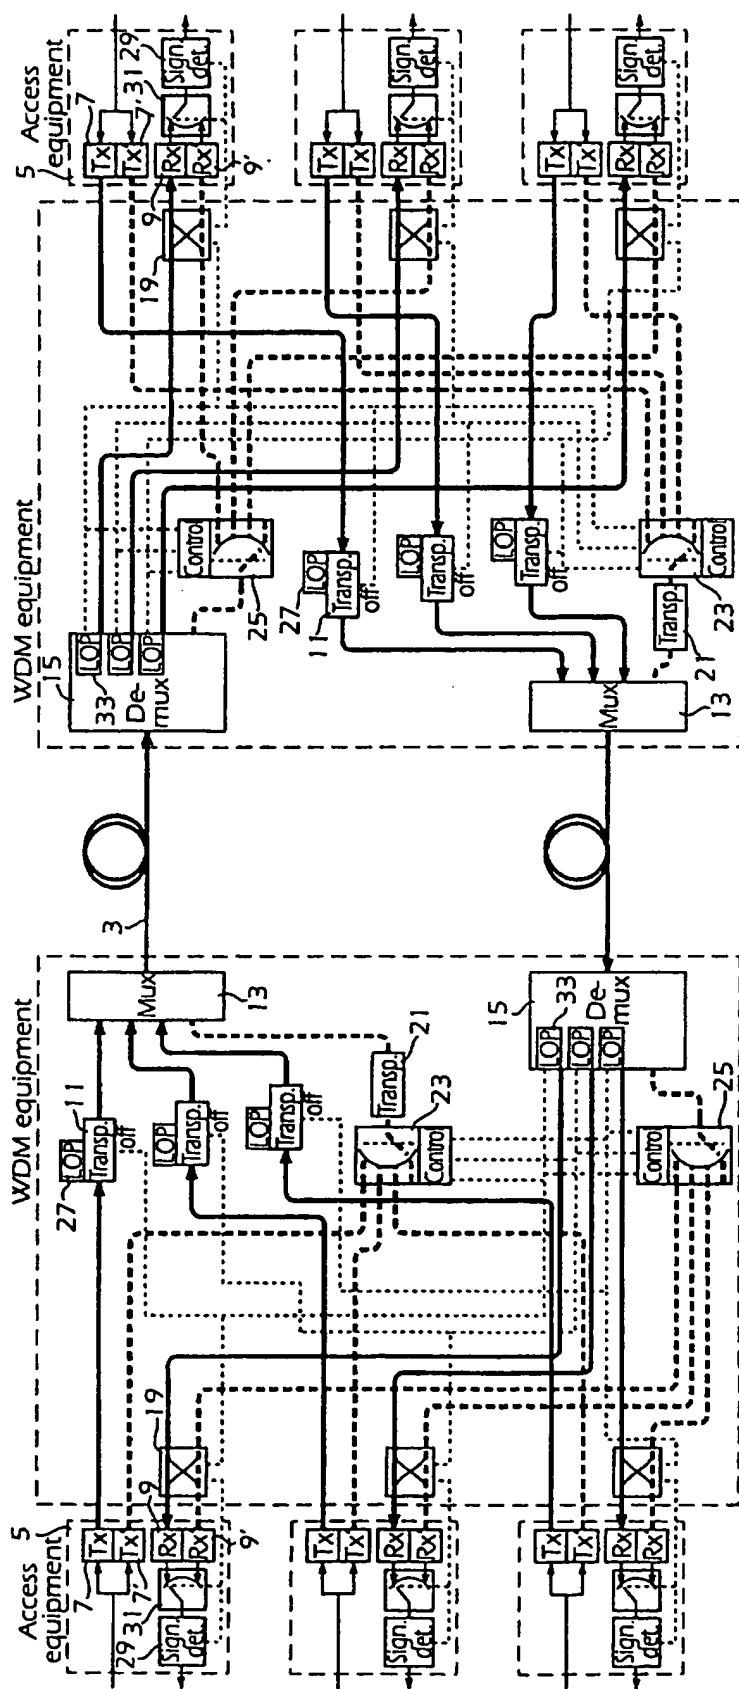 Access
equipment
5
7
Tx
Tx
7'
31
29
Sign.
det.
9
Rx
Rx
9'
Tx
Tx
Rx
Rx
Sign.
det.
Tx
Tx
Rx
Rx
Sign.
det.
WDM equipment
27
LOP
11
Transp.
off
LOP
Transp.
off
LOP
Transp.
off
Mux
13
3
21
Transp.
23
Control
19
15
LOP
33
LOP
LOP
De-
mux
Control
25
WDM equipment
15
LOP
33
LOP
LOP
De-
mux
Control
25
27
LOP
11
Transp.
off
LOP
Transp.
off
LOP
Transp.
off
Mux
13
21
Transp.
23
Control
19
Access
equipment
5
7
Tx
Tx
7'
31
29
Sign.
det.
9
Rx
Rx
9'
Tx
Tx
Rx
Rx
Sign.
det.
Tx
Tx
Rx
Rx
Sign.
det.